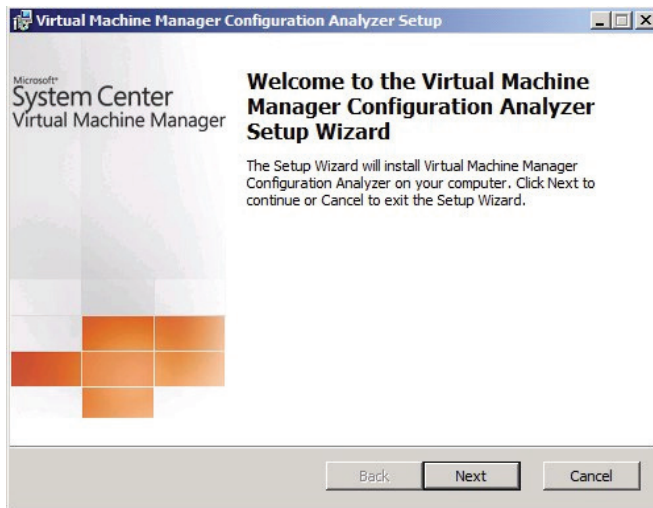 Virtual Machine Manager Configuration Analyzer Setup
Microsoft®
System Center
Virtual Machine Manager
Welcome to the Virtual Machine
Manager Configuration Analyzer
Setup Wizard
The Setup Wizard will install Virtual Machine Manager
Configuration Analyzer on your computer. Click Next to
continue or Cancel to exit the Setup Wizard.
Back
Next
Cancel